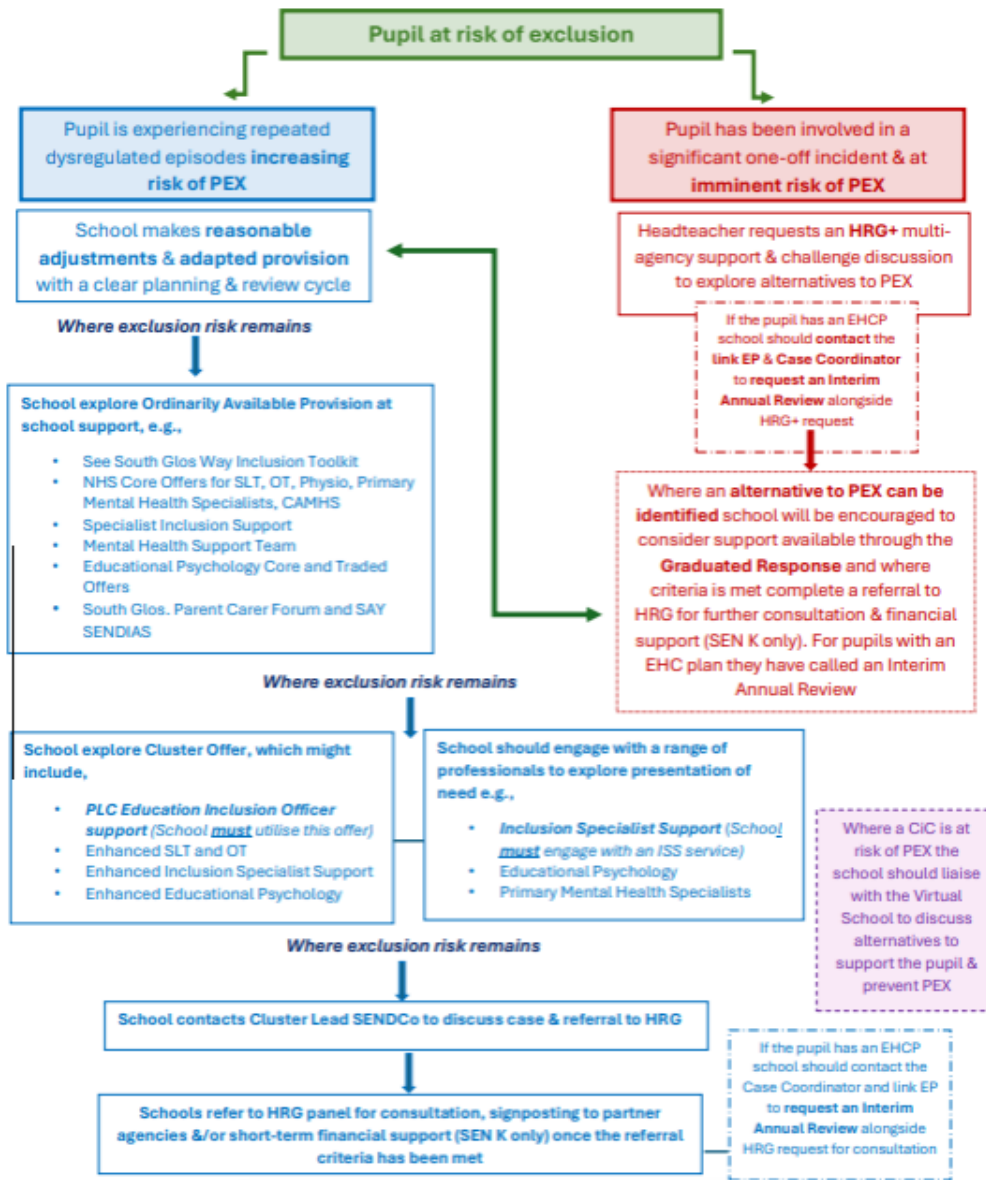 Pupil at risk of exclusion
Pupil is experiencing repeated
dysregulated episodes increasing
risk of PEX
School makes reasonable
adjustments & adapted provision
with a clear planning & review cycle
Where exclusion risk remains
School explore Ordinarily Available Provision at
school support, e.g.,
• See South Glos Way Inclusion Toolkit
• NHS Core Offers for SLT, OT, Physio, Primary
Mental Health Specialists, CAMHS
• Specialist Inclusion Support
• Mental Health Support Team
• Educational Psychology Core and Traded
Offers
• South Glos. Parent Carer Forum and SAY
SENDIAS
Pupil has been involved in a
significant one-off incident & at
imminent risk of PEX
Headteacher requests an HRG+ multi-
agency support & challenge discussion
to explore alternatives to PEX
If the pupil has an EHCP
school should contact the
link EP & Case Coordinator
to request an Interim
Annual Review alongside
HRG+ request
Where an alternative to PEX can be
identified school will be encouraged to
consider support available through the
Graduated Response and where
criteria is met complete a referral to
HRG for further consultation & financial
support (SEN K only). For pupils with an
EHC plan they have called an Interim
Annual Review
Where exclusion risk remains
School explore Cluster Offer, which might
include,
• PLC Education Inclusion Officer
support (School must utilise this offer)
• Enhanced SLT and OT
• Enhanced Inclusion Specialist Support
• Enhanced Educational Psychology
School should engage with a range of
professionals to explore presentation of
need e.g.,
• Inclusion Specialist Support (School
must engage with an ISS service)
• Educational Psychology
• Primary Mental Health Specialists
Where a CiC is at
risk of PEX the
school should liaise
with the Virtual
School to discuss
alternatives to
support the pupil &
prevent PEX
Where exclusion risk remains
School contacts Cluster Lead SENDCo to discuss case & referral to HRG
Schools refer to HRG panel for consultation, signposting to partner
agencies &/or short-term financial support (SEN K only) once the referral
criteria has been met
If the pupil has an EHCP
school should contact the
Case Coordinator and link EP
to request an Interim
Annual Review alongside
HRG request for consultation